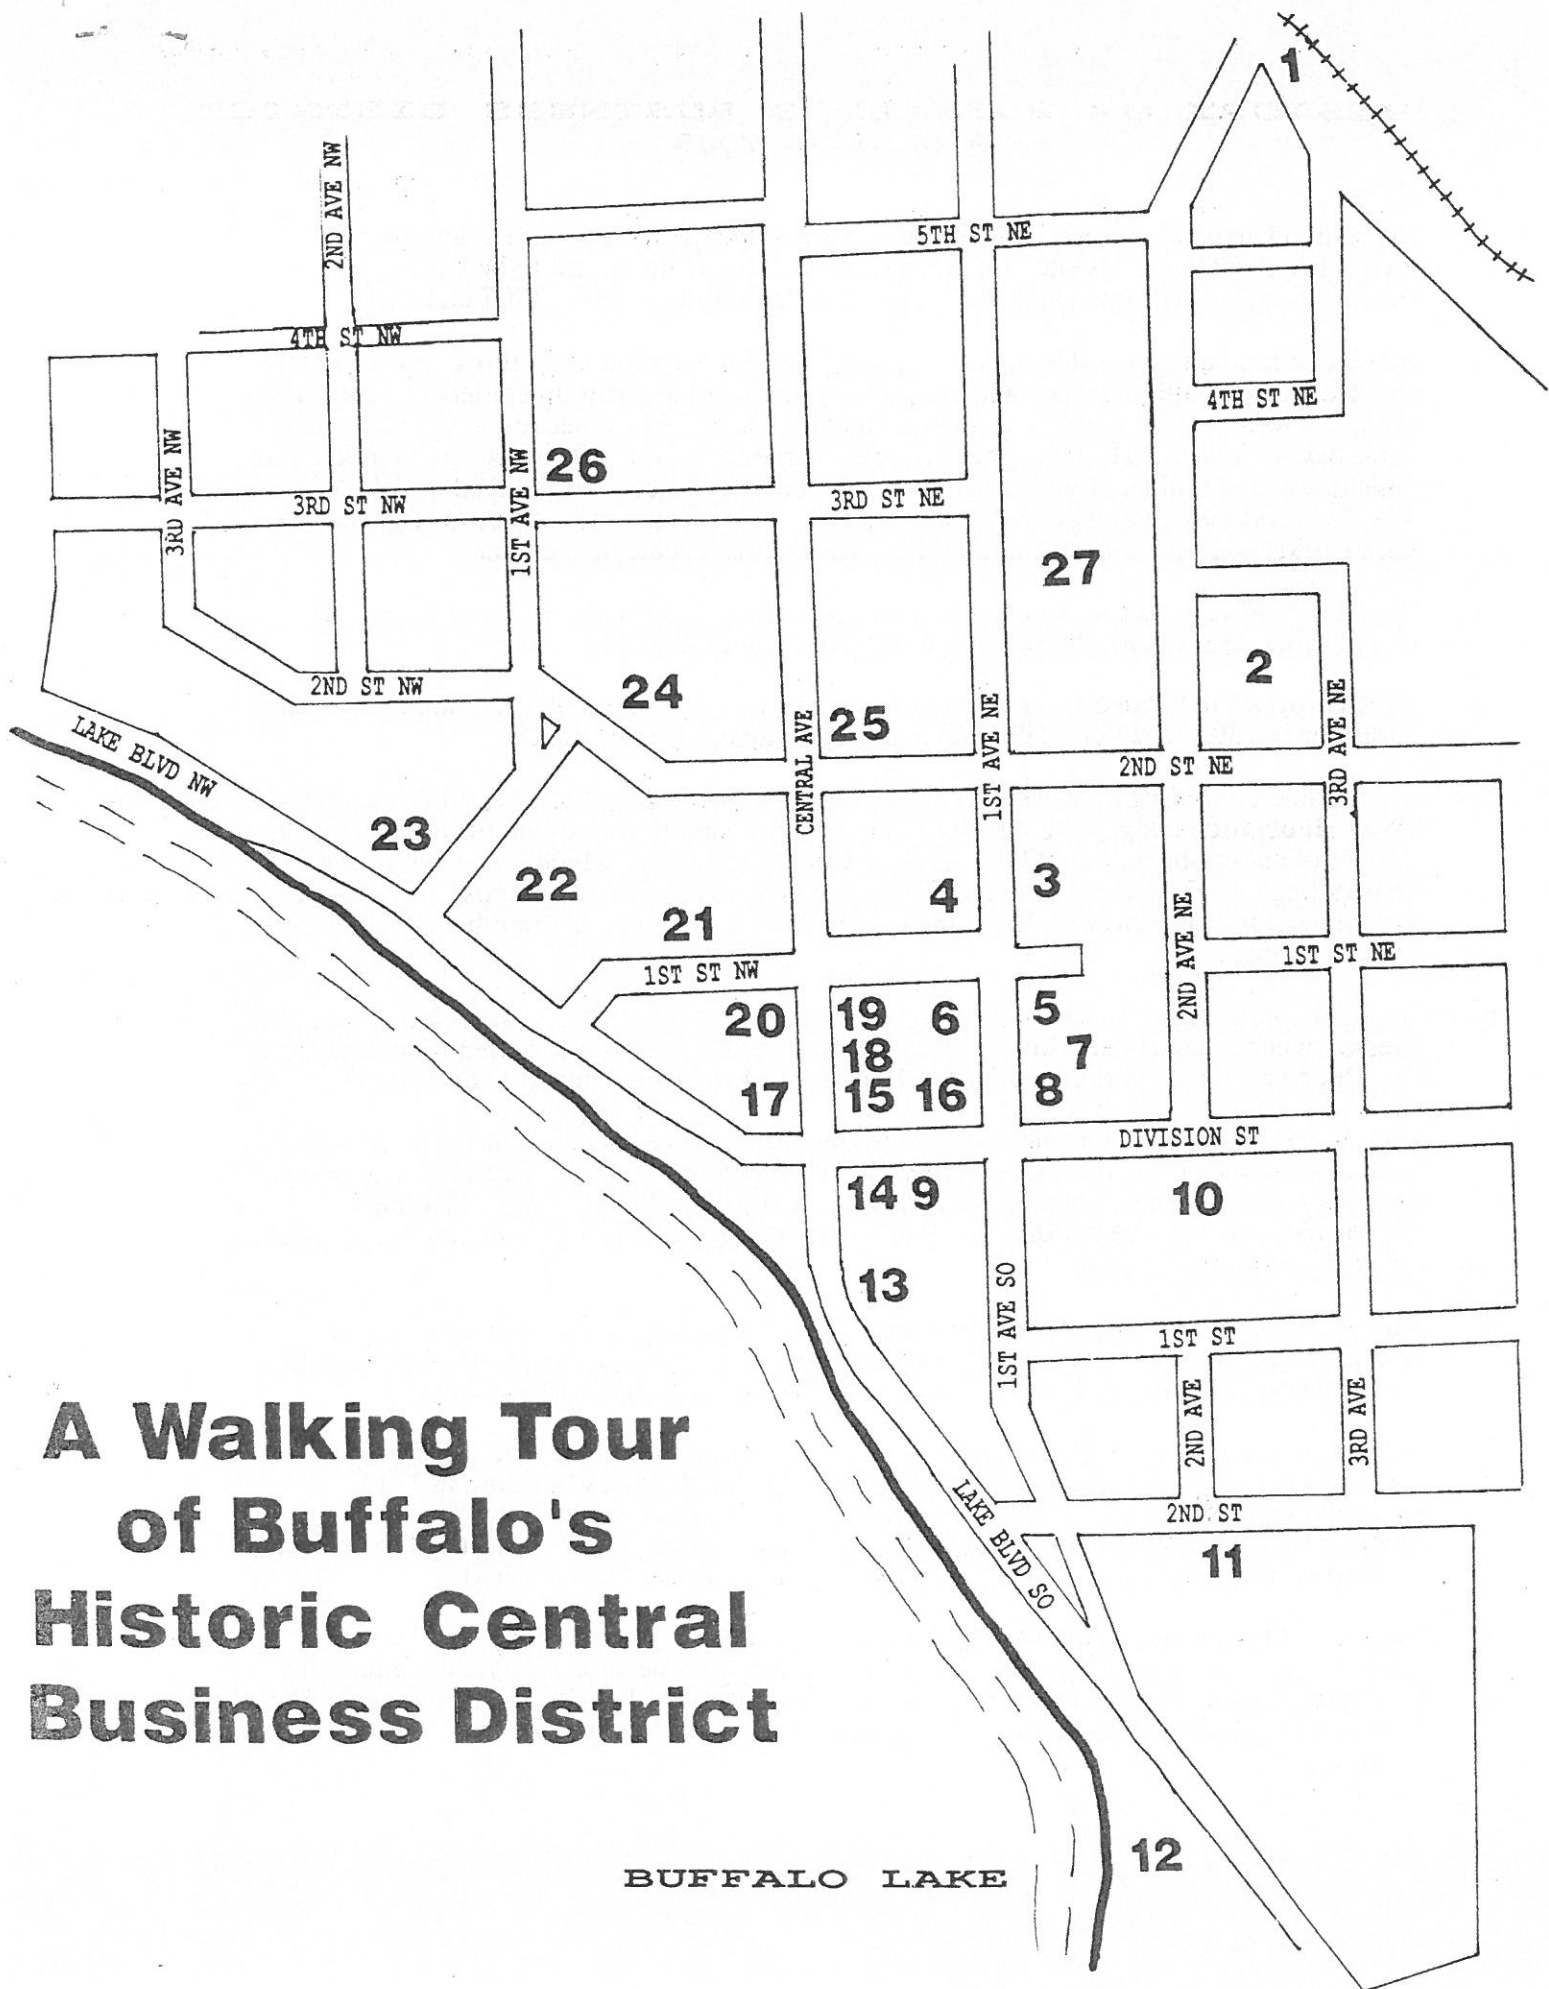 1
2ND AVE NW
5TH ST NE
4TH ST NW
4TH ST NE
3RD AVE NW
1ST AVE NW
26
3RD ST NW
3RD ST NE
27
2
2ND ST NW
24
25
CENTRAL AVE
1ST AVE NE
2ND ST NE
3RD AVE NE
LAKE BLVD NW
23
22
21
4
3
2ND AVE NE
1ST ST NW
1ST ST NE
20
19
6
5
18
7
17
15
16
8
DIVISION ST
14
9
10
13
1ST AVE SO
1ST ST
2ND AVE
3RD AVE
LAKE BLVD SO
2ND ST
11
A Walking Tour
of Buffalo's
Historic Central
Business District
12
BUFFALO LAKE